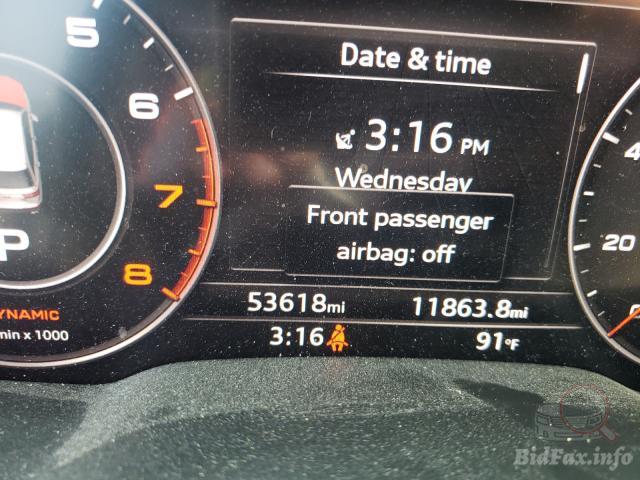 5
6
7
8
P
DYNAMIC
min x 1000
Date & time
3:16 PM
Wednesday
Front passenger
airbag: off
53618mi 11863.8mi
3:16 91°F
20
BidFax.info